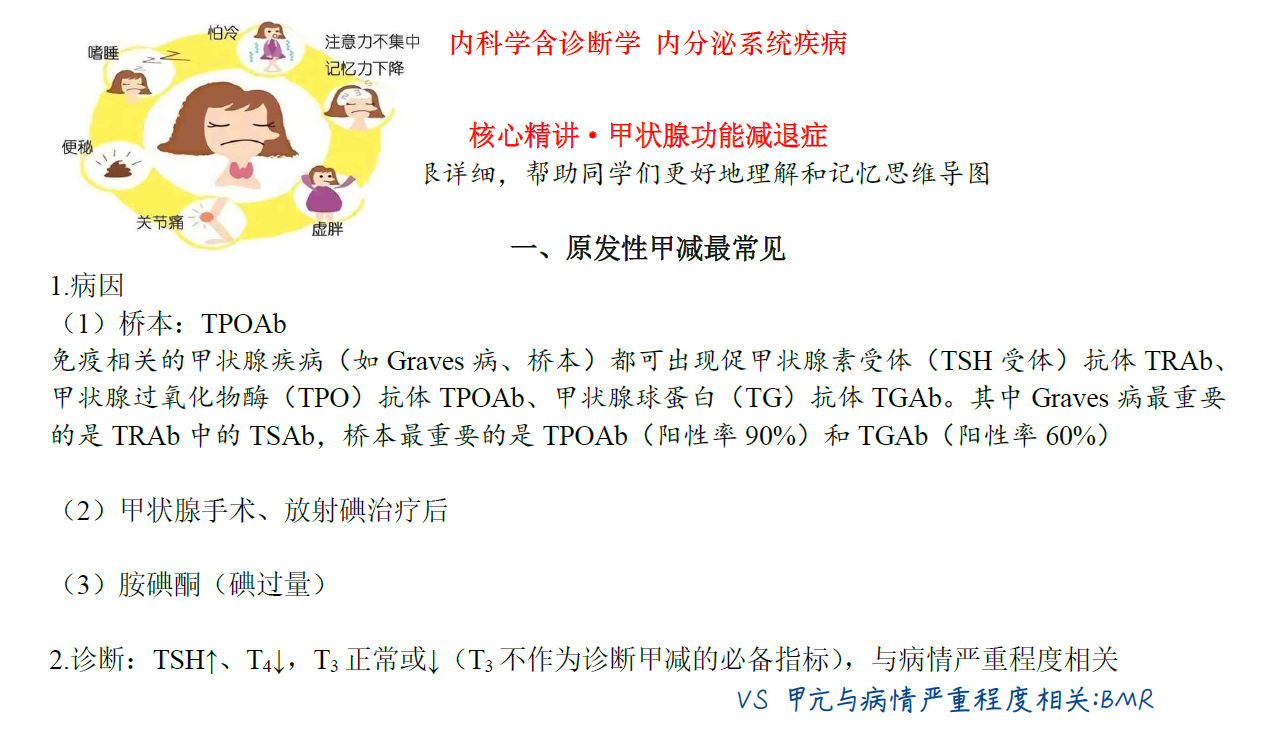 怕冷
嗜睡
注意力不集中
记忆力下降
便秘
关节痛
虚胖
内科学含诊断学 内分泌系统疾病
核心精讲·甲状腺功能减退症
详细，帮助同学们更好地理解和记忆思维导图
一、原发性甲减最常见
1.病因
（1）桥本：TPOAb
免疫相关的甲状腺疾病（如 Graves 病、桥本）都可出现促甲状腺素受体（TSH 受体）抗体 TRAb、
甲状腺过氧化物酶（TPO）抗体 TPOAb、甲状腺球蛋白（TG）抗体 TGAb。其中 Graves 病最重要
的是 TRAb 中的 TSAb，桥本最重要的是 TPOAb（阳性率 90%）和 TGAb（阳性率 60%）
（2）甲状腺手术、放射碘治疗后
（3）胺碘酮（碘过量）
2.诊断：TSH↑、T₄↓，T₃ 正常或↓（T₃ 不作为诊断甲减的必备指标），与病情严重程度相关
VS 甲亢与病情严重程度相关:BMR